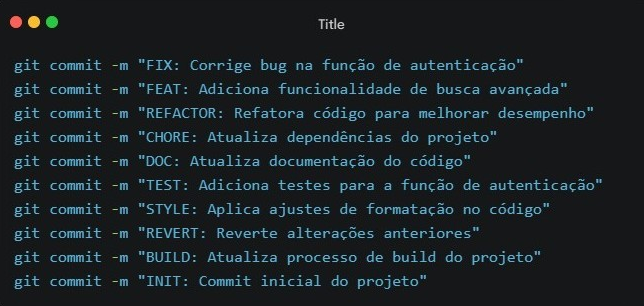 Title
git commit -m "FIX: Corrige bug na função de autenticação"
git commit -m "FEAT: Adiciona funcionalidade de busca avançada"
git commit -m "REFACTOR: Refatora código para melhorar desempenho"
git commit -m "CHORE: Atualiza dependências do projeto"
git commit -m "DOC: Atualiza documentação do código"
git commit -m "TEST: Adiciona testes para a função de autenticação"
git commit -m "STYLE: Aplica ajustes de formatação no código"
git commit -m "REVERT: Reverte alterações anteriores"
git commit -m "BUILD: Atualiza processo de build do projeto"
git commit -m "INIT: Commit inicial do projeto"